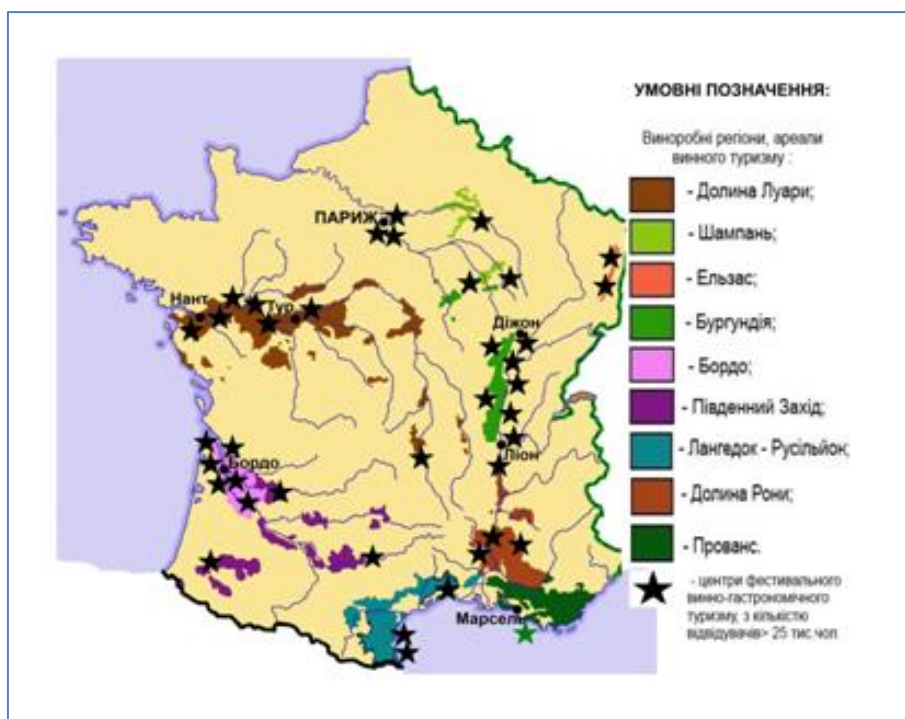 УМОВНІ ПОЗНАЧЕННЯ:
Виноробні регіони, ареали
винного туризму :
- Долина Луари;
- Шампань;
- Ельзас;
- Бургундія;
- Бордо;
- Південний Захід;
- Лангедок - Русільйон;
- Долина Рони;
- Прованс.
- центри фестивального
винно-гастрономічного
туризму, з кількістю
відвідувачів> 25 тис.чол.
ПАРИЖ
Нант
Тур
Діжон
Ліон
Бордо
Марсель